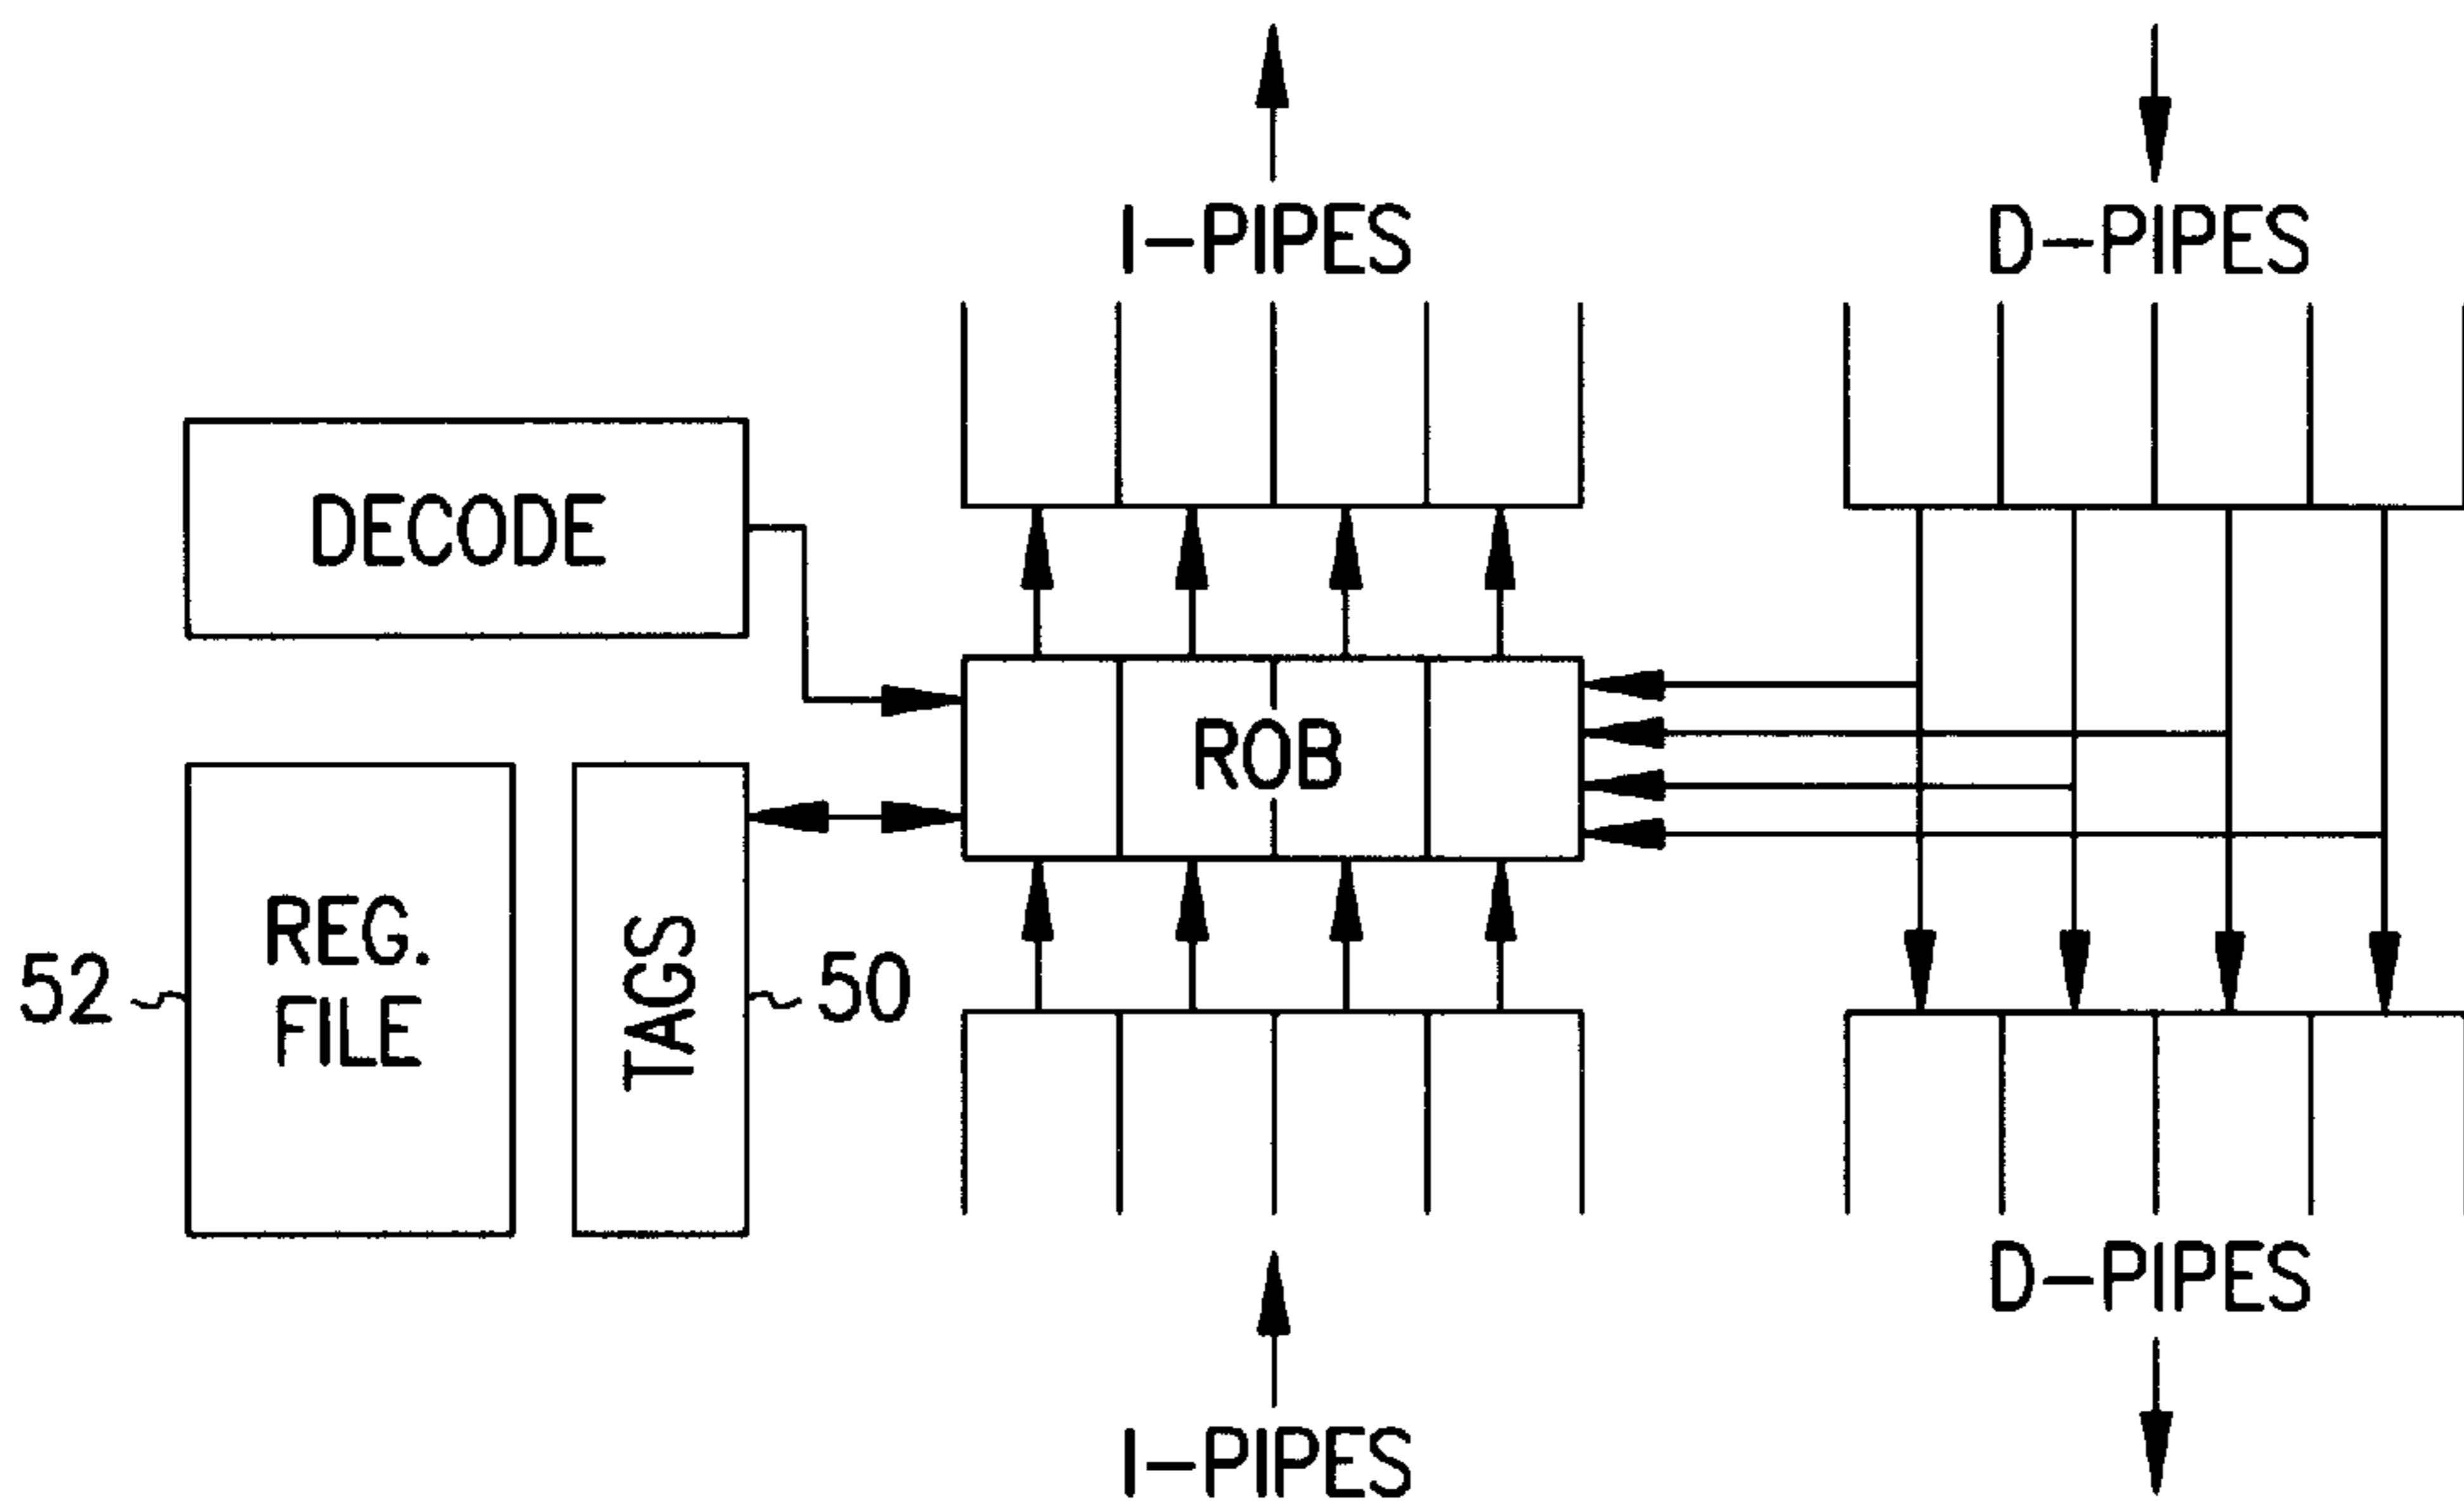 I-PIPES
D-PIPES
DECODE
ROB
REG.
FILE
TAGS
52
50
D-PIPES
I-PIPES